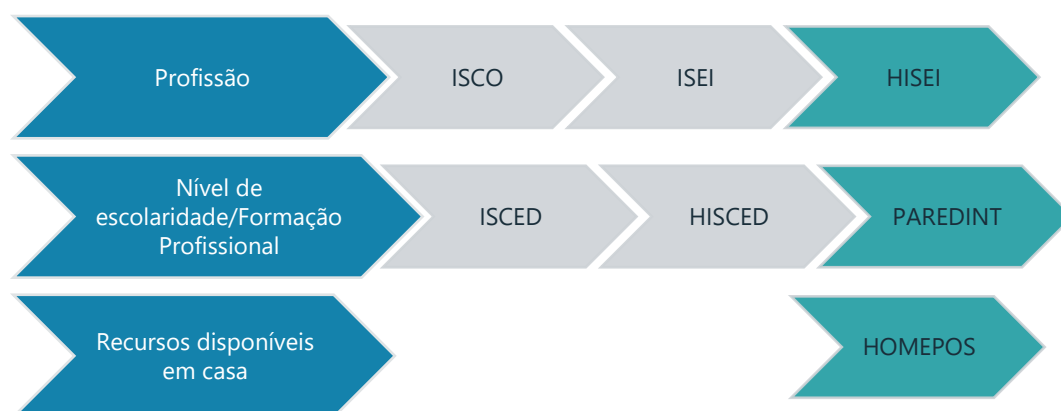 Profissão
ISCO
ISEI
HISEI
Nível de
escolaridade/Formação
Profissional
ISCED
HISCED
PAREDINT
Recursos disponíveis
em casa
HOMEPOS